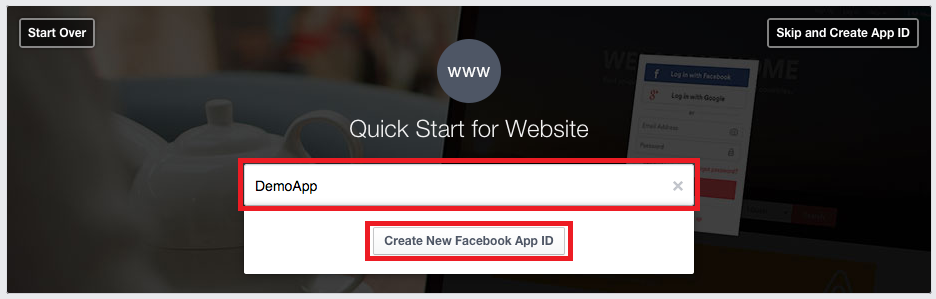 Start Over
Skip and Create App ID
www
Quick Start for Website
Log in with Facebook
Log in with Google
or
Email Address
Password
DemoApp
Create New Facebook App ID